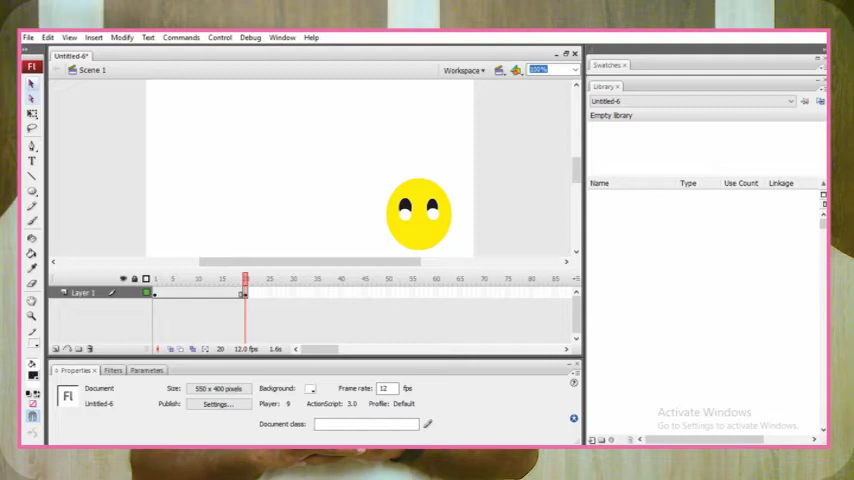 File Edit View Insert Modify Text Commands Control Debug Window Help
Untitled-6*
Fl
Scene 1
Workspace
100%
Swatches
Library
Untitled-6
Empty library
Name Type Use Count Linkage
1 5 10 15 20 25 30 35 40 45 50 55 60 65 70 75 80 85
Layer 1
20 12.0 fps 1.6s
Properties Filters Parameters
Fl
Document Size: 550 x 400 pixels Background: Frame rate: 12 fps
Untitled-6 Publish: Settings... Player: 9 ActionScript: 3.0 Profile: Default
Document class:
Activate Windows
Go to Settings to activate Windows.